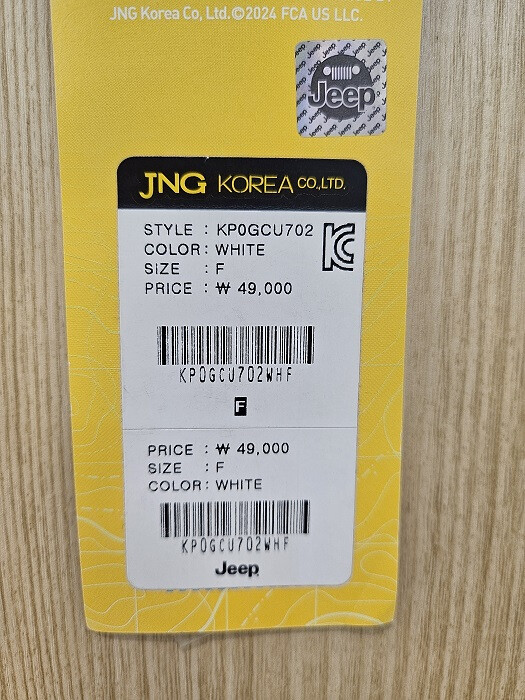 JNG Korea Co, Ltd.©2024 FCA US LLC.
Jeep
JNG KOREA CO.,LTD.
STYLE : KP0GCU702
COLOR : WHITE
SIZE : F
PRICE : ₩ 49,000
KP0GCU702WHF
F
PRICE : ₩ 49,000
SIZE : F
COLOR : WHITE
KP0GCU702WHF
Jeep